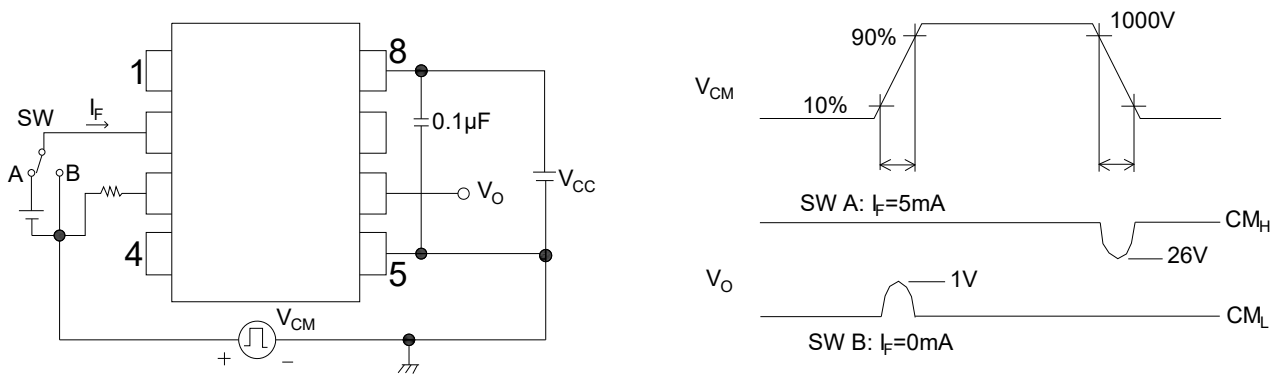 1
8
SW
I_F
0.1µF
A
B
V_O
V_CC
4
5
V_CM
+
-
90%
1000V
V_CM
10%
SW A: I_F=5mA
CM_H
26V
V_O
1V
CM_L
SW B: I_F=0mA